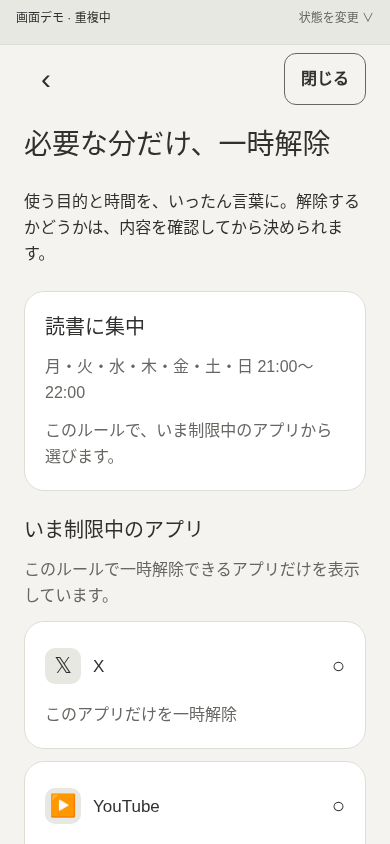 画面デモ · 重複中
状態を変更 ∨
‹
閉じる
必要な分だけ、一時解除
使う目的と時間を、いったん言葉に。解除する
かどうかは、内容を確認してから決められま
す。
読書に集中
月・火・水・木・金・土・日 21:00〜
22:00
このルールで、いま制限中のアプリから
選びます。
いま制限中のアプリ
このルールで一時解除できるアプリだけを表示
しています。
𝕏 X ○
このアプリだけを一時解除
▶️ YouTube ○